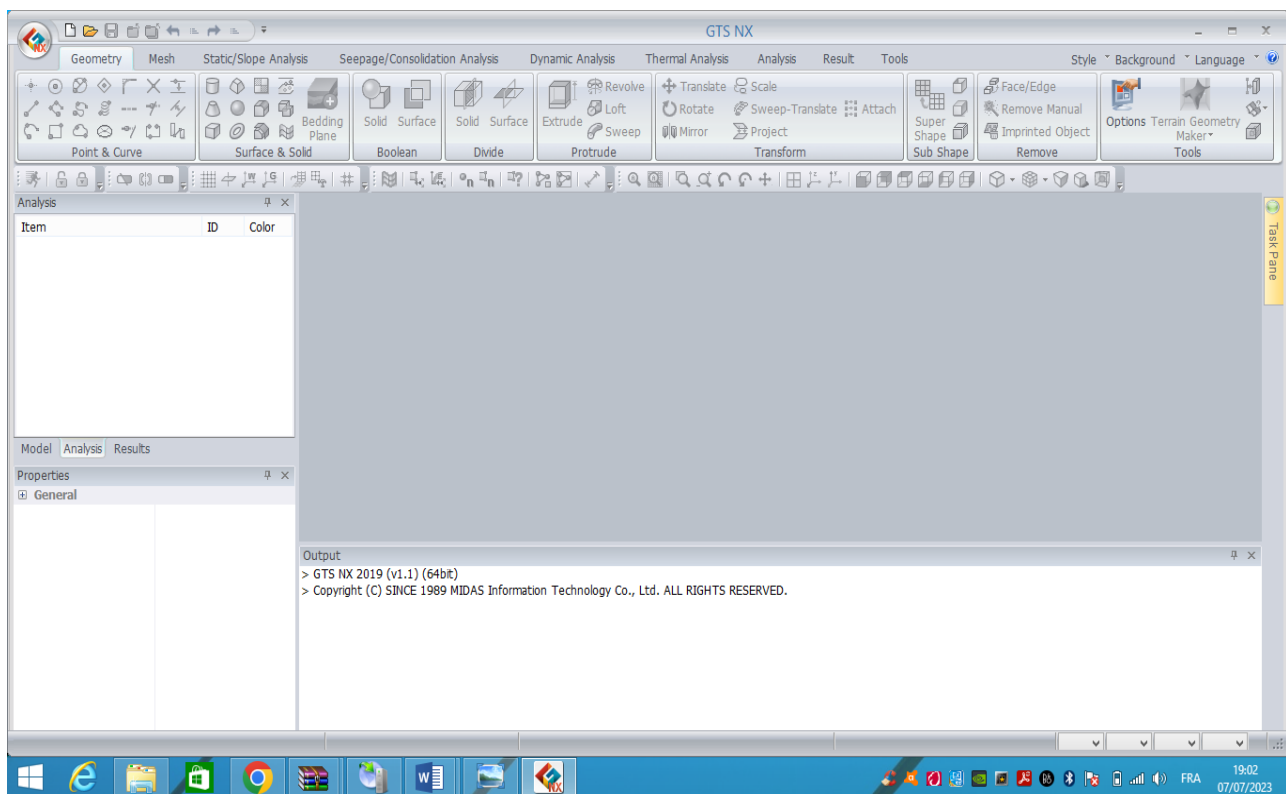 GTS NX
Geometry Mesh Static/Slope Analysis Seepage/Consolidation Analysis Dynamic Analysis Thermal Analysis Analysis Result Tools Style Background Language
Revolve Translate Scale Face/Edge
Loft Rotate Sweep-Translate Attach Remove Manual
Bedding Plane Solid Surface Solid Surface Extrude Sweep Mirror Project Super Shape Imprinted Object Options Terrain Geometry Maker
Point & Curve Surface & Solid Boolean Divide Protrude Transform Sub Shape Remove Tools
Analysis
Item ID Color
Task Pane
Model Analysis Results
Properties
General
Output
> GTS NX 2019 (v1.1) (64bit)
> Copyright (C) SINCE 1989 MIDAS Information Technology Co., Ltd. ALL RIGHTS RESERVED.
FRA 19:02
07/07/2023